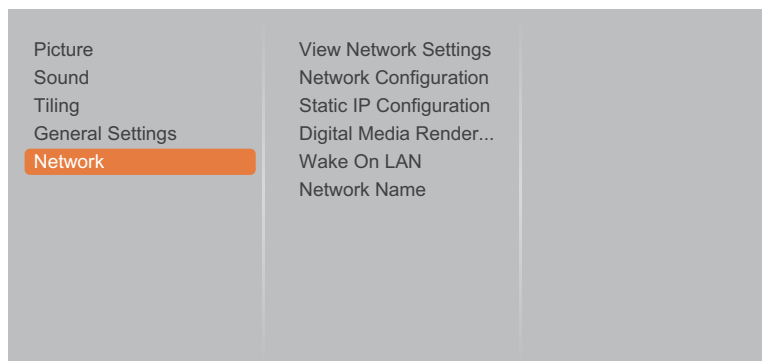 Picture
Sound
Tiling
General Settings
Network
View Network Settings
Network Configuration
Static IP Configuration
Digital Media Render...
Wake On LAN
Network Name